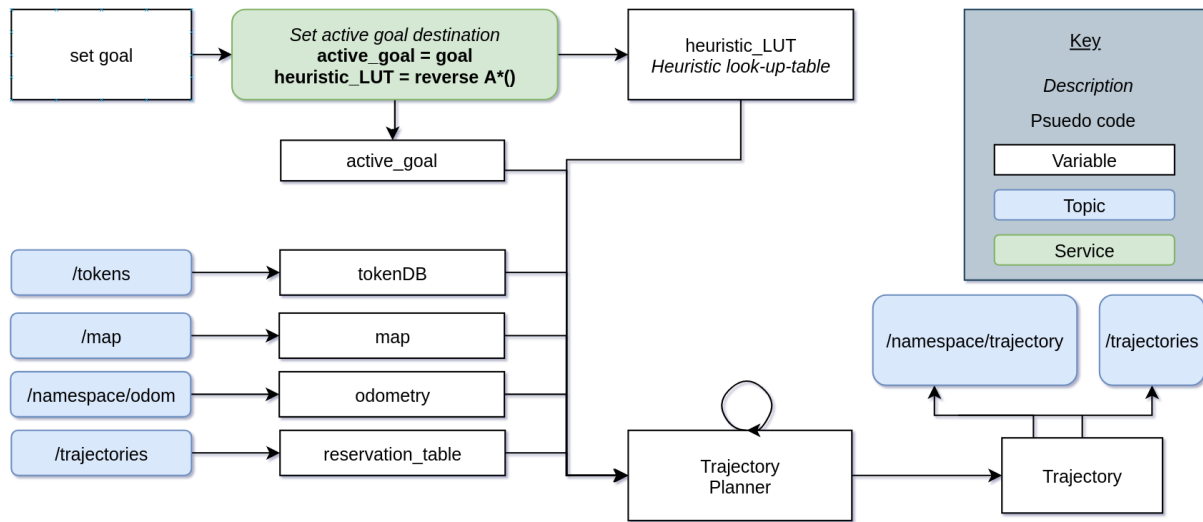 set goal
Set active goal destination
active_goal = goal
heuristic_LUT = reverse A*()
heuristic_LUT
Heuristic look-up-table
Key
Description
Psuedo code
Variable
Topic
Service
active_goal
/tokens
tokenDB
/map
map
/namespace/odom
odometry
/trajectories
reservation_table
Trajectory
Planner
/namespace/trajectory
/trajectories
Trajectory